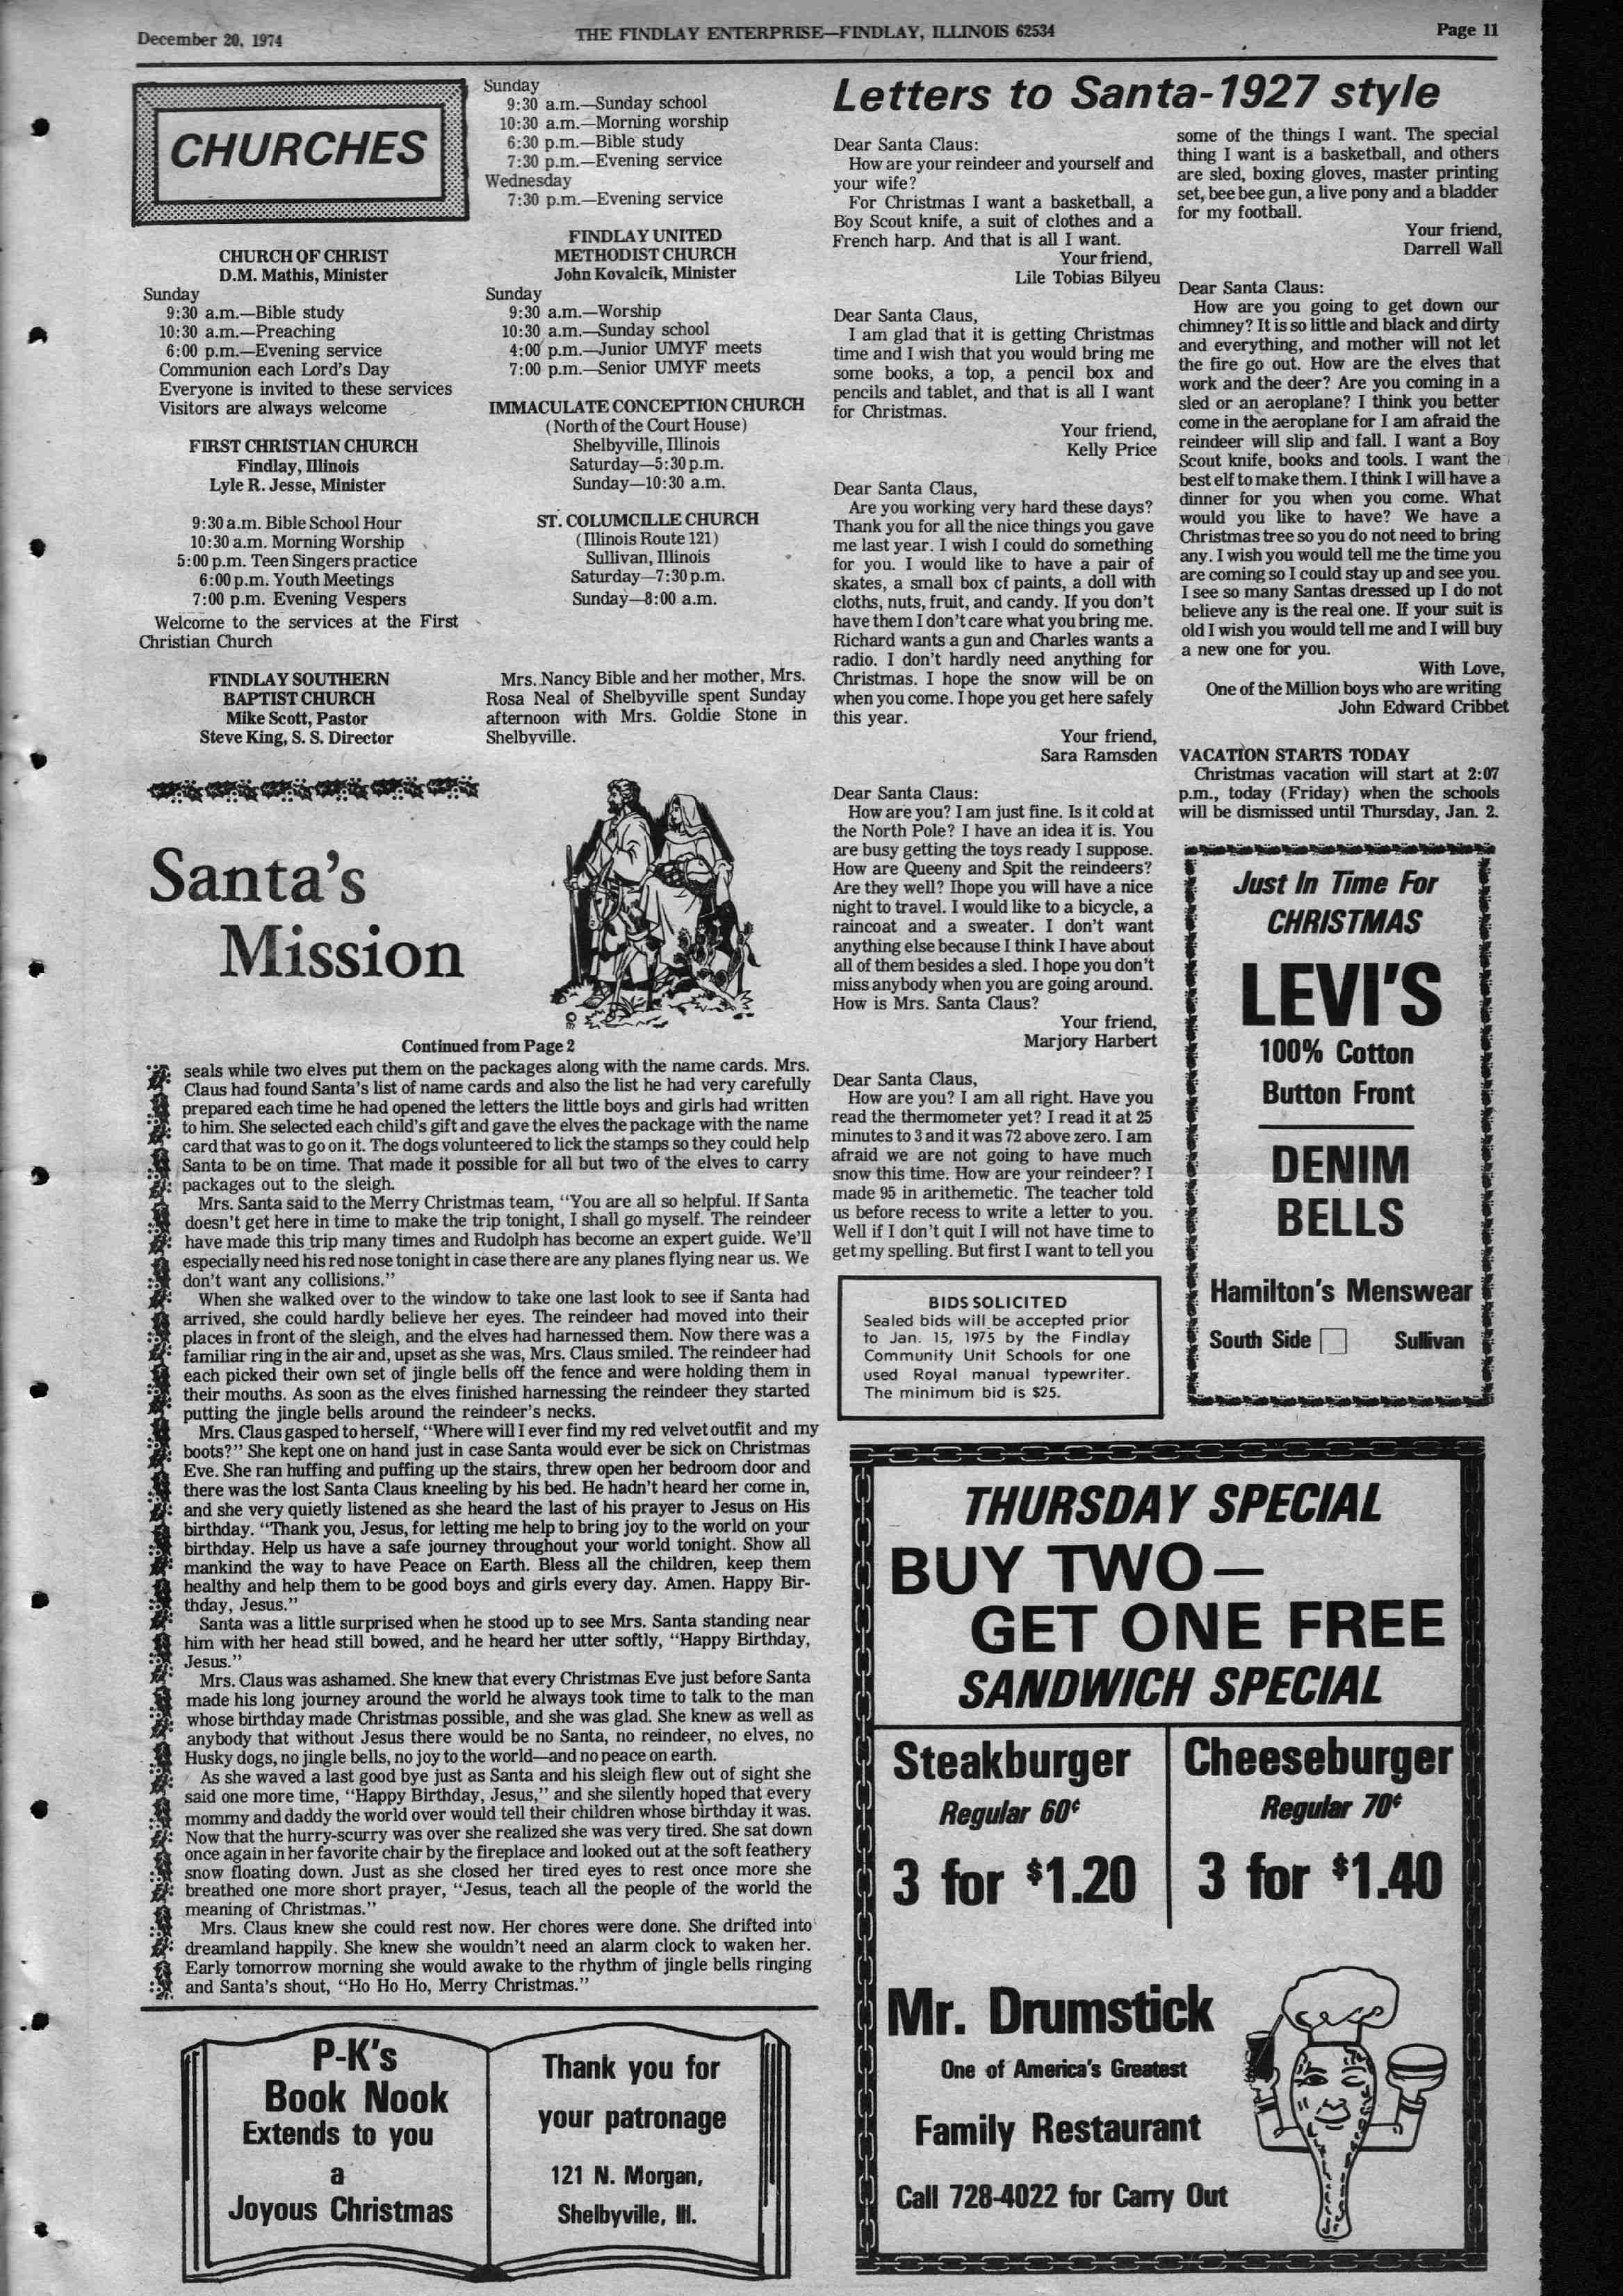 December 20, 1974
THE FINDLAY ENTERPRISE—FINDLAY, ILLINOIS 62534
Page 11
CHURCHES
CHURCH OF CHRIST
D.M. Mathis, Minister
Sunday
9:30 a.m.—Bible study
10:30 a.m.—Preaching
6:00 p.m.—Evening service
Communion each Lord's Day
Everyone is invited to these services
Visitors are always welcome
FIRST CHRISTIAN CHURCH
Findlay, Illinois
Lyle R. Jesse, Minister
9:30 a.m. Bible School Hour
10:30 a.m. Morning Worship
5:00 p.m. Teen Singers practice
6:00 p.m. Youth Meetings
7:00 p.m. Evening Vespers
Welcome to the services at the First
Christian Church
FINDLAY SOUTHERN
BAPTIST CHURCH
Mike Scott, Pastor
Steve King, S. S. Director
Sunday
9:30 a.m.—Sunday school
10:30 a.m.—Morning worship
6:30 p.m.—Bible study
7:30 p.m.—Evening service
Wednesday
7:30 p.m.—Evening service
FINDLAY UNITED
METHODIST CHURCH
John Kovalcik, Minister
Sunday
9:30 a.m.—Worship
10:30 a.m.—Sunday school
4:00 p.m.—Junior UMYF meets
7:00 p.m.—Senior UMYF meets
IMMACULATE CONCEPTION CHURCH
(North of the Court House)
Shelbyville, Illinois
Saturday—5:30 p.m.
Sunday—10:30 a.m.
ST. COLUMCILLE CHURCH
(Illinois Route 121)
Sullivan, Illinois
Saturday—7:30 p.m.
Sunday—8:00 a.m.
Mrs. Nancy Bible and her mother, Mrs.
Rosa Neal of Shelbyville spent Sunday
afternoon with Mrs. Goldie Stone in
Shelbyville.
Santa's
Mission
Continued from Page 2
seals while two elves put them on the packages along with the name cards. Mrs.
Claus had found Santa's list of name cards and also the list he had very carefully
prepared each time he had opened the letters the little boys and girls had written
to him. She selected each child's gift and gave the elves the package with the name
card that was to go on it. The dogs volunteered to lick the stamps so they could help
Santa to be on time. That made it possible for all but two of the elves to carry
packages out to the sleigh.
Mrs. Santa said to the Merry Christmas team, "You are all so helpful. If Santa
doesn't get here in time to make the trip tonight, I shall go myself. The reindeer
have made this trip many times and Rudolph has become an expert guide. We'll
especially need his red nose tonight in case there are any planes flying near us. We
don't want any collisions."
When she walked over to the window to take one last look to see if Santa had
arrived, she could hardly believe her eyes. The reindeer had moved into their
places in front of the sleigh, and the elves had harnessed them. Now there was a
familiar ring in the air and, upset as she was, Mrs. Claus smiled. The reindeer had
each picked their own set of jingle bells off the fence and were holding them in
their mouths. As soon as the elves finished harnessing the reindeer they started
putting the jingle bells around the reindeer's necks.
Mrs. Claus gasped to herself, "Where will I ever find my red velvet outfit and my
boots?" She kept one on hand just in case Santa would ever be sick on Christmas
Eve. She ran huffing and puffing up the stairs, threw open her bedroom door and
there was the lost Santa Claus kneeling by his bed. He hadn't heard her come in,
and she very quietly listened as she heard the last of his prayer to Jesus on His
birthday. "Thank you, Jesus, for letting me help to bring joy to the world on your
birthday. Help us have a safe journey throughout your world tonight. Show all
mankind the way to have Peace on Earth. Bless all the children, keep them
healthy and help them to be good boys and girls every day. Amen. Happy Bir-
thday, Jesus."
Santa was a little surprised when he stood up to see Mrs. Santa standing near
him with her head still bowed, and he heard her utter softly, "Happy Birthday,
Jesus."
Mrs. Claus was ashamed. She knew that every Christmas Eve just before Santa
made his long journey around the world he always took time to talk to the man
whose birthday made Christmas possible, and she was glad. She knew as well as
anybody that without Jesus there would be no Santa, no reindeer, no elves, no
Husky dogs, no jingle bells, no joy to the world—and no peace on earth.
As she waved a last good bye just as Santa and his sleigh flew out of sight she
said one more time, "Happy Birthday, Jesus," and she silently hoped that every
mommy and daddy the world over would tell their children whose birthday it was.
Now that the hurry-scurry was over she realized she was very tired. She sat down
once again in her favorite chair by the fireplace and looked out at the soft feathery
snow floating down. Just as she closed her tired eyes to rest once more she
breathed one more short prayer, "Jesus, teach all the people of the world the
meaning of Christmas."
Mrs. Claus knew she could rest now. Her chores were done. She drifted into
dreamland happily. She knew she wouldn't need an alarm clock to waken her.
Early tomorrow morning she would awake to the rhythm of jingle bells ringing
and Santa's shout, "Ho Ho Ho, Merry Christmas."
P-K's
Book Nook
Extends to you
a
Joyous Christmas
Thank you for
your patronage
121 N. Morgan,
Shelbyville, Ill.
Letters to Santa-1927 style
Dear Santa Claus:
How are your reindeer and yourself and
your wife?
For Christmas I want a basketball, a
Boy Scout knife, a suit of clothes and a
French harp. And that is all I want.
Your friend,
Lile Tobias Bilyeu
Dear Santa Claus,
I am glad that it is getting Christmas
time and I wish that you would bring me
some books, a top, a pencil box and
pencils and tablet, and that is all I want
for Christmas.
Your friend,
Kelly Price
Dear Santa Claus,
Are you working very hard these days?
Thank you for all the nice things you gave
me last year. I wish I could do something
for you. I would like to have a pair of
skates, a small box cf paints, a doll with
cloths, nuts, fruit, and candy. If you don't
have them I don't care what you bring me.
Richard wants a gun and Charles wants a
radio. I don't hardly need anything for
Christmas. I hope the snow will be on
when you come. I hope you get here safely
this year.
Your friend,
Sara Ramsden
Dear Santa Claus:
How are you? I am just fine. Is it cold at
the North Pole? I have an idea it is. You
are busy getting the toys ready I suppose.
How are Queeny and Spit the reindeers?
Are they well? Ihope you will have a nice
night to travel. I would like to a bicycle, a
raincoat and a sweater. I don't want
anything else because I think I have about
all of them besides a sled. I hope you don't
miss anybody when you are going around.
How is Mrs. Santa Claus?
Your friend,
Marjory Harbert
Dear Santa Claus,
How are you? I am all right. Have you
read the thermometer yet? I read it at 25
minutes to 3 and it was 72 above zero. I am
afraid we are not going to have much
snow this time. How are your reindeer? I
made 95 in arithemetic. The teacher told
us before recess to write a letter to you.
Well if I don't quit I will not have time to
get my spelling. But first I want to tell you
some of the things I want. The special
thing I want is a basketball, and others
are sled, boxing gloves, master printing
set, bee bee gun, a live pony and a bladder
for my football.
Your friend,
Darrell Wall
Dear Santa Claus:
How are you going to get down our
chimney? It is so little and black and dirty
and everything, and mother will not let
the fire go out. How are the elves that
work and the deer? Are you coming in a
sled or an aeroplane? I think you better
come in the aeroplane for I am afraid the
reindeer will slip and fall. I want a Boy
Scout knife, books and tools. I want the
best elf to make them. I think I will have a
dinner for you when you come. What
would you like to have? We have a
Christmas tree so you do not need to bring
any. I wish you would tell me the time you
are coming so I could stay up and see you.
I see so many Santas dressed up I do not
believe any is the real one. If your suit is
old I wish you would tell me and I will buy
a new one for you.
With Love,
One of the Million boys who are writing
John Edward Cribbet
VACATION STARTS TODAY
Christmas vacation will start at 2:07
p.m., today (Friday) when the schools
will be dismissed until Thursday, Jan. 2.
BIDS SOLICITED
Sealed bids will be accepted prior
to Jan. 15, 1975 by the Findlay
Community Unit Schools for one
used Royal manual typewriter.
The minimum bid is $25.
Just In Time For
CHRISTMAS
LEVI'S
100% Cotton
Button Front
DENIM
BELLS
Hamilton's Menswear
South Side Sullivan
THURSDAY SPECIAL
BUY TWO—
GET ONE FREE
SANDWICH SPECIAL
Steakburger
Regular 60¢
3 for $1.20
Cheeseburger
Regular 70¢
3 for $1.40
Mr. Drumstick
One of America's Greatest
Family Restaurant
Call 728-4022 for Carry Out